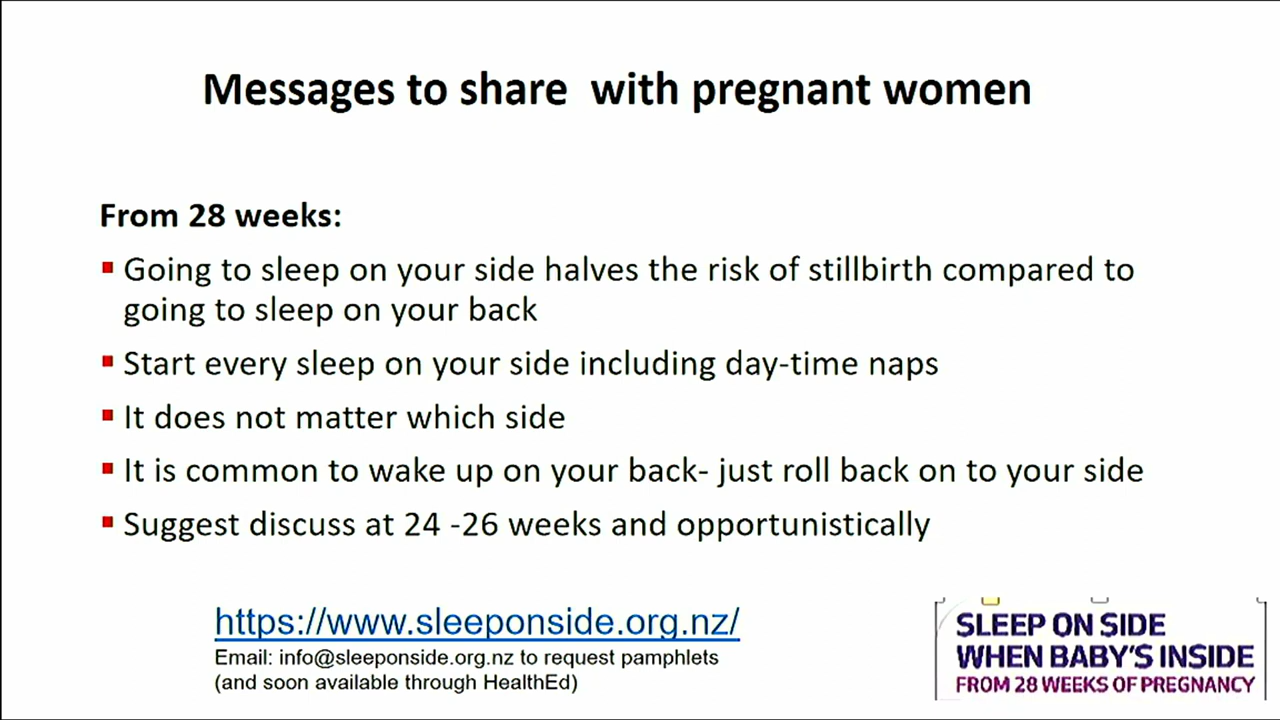 Messages to share  with pregnant women
From 28 weeks:
Going to sleep on your side halves the risk of stillbirth compared to
going to sleep on your back
Start every sleep on your side including day-time naps
It does not matter which side
It is common to wake up on your back- just roll back on to your side
Suggest discuss at 24 -26 weeks and opportunistically
https://www.sleeponside.org.nz/
Email: info@sleeponside.org.nz to request pamphlets
(and soon available through HealthEd)
SLEEP ON SIDE
WHEN BABY'S INSIDE
FROM 28 WEEKS OF PREGNANCY